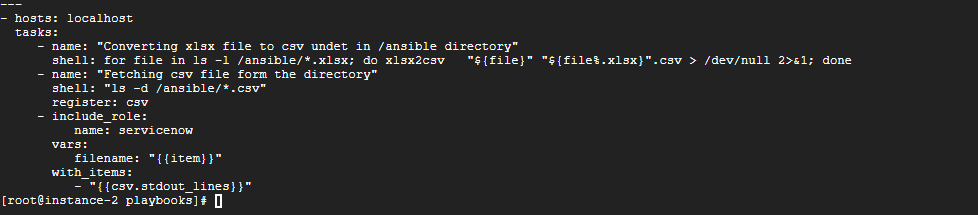 ---
- hosts: localhost
  tasks:
     - name: "Converting xlsx file to csv undet in /ansible directory"
       shell: for file in ls -l /ansible/*.xlsx; do xlsx2csv   "${file}" "${file%.xlsx}".csv > /dev/null 2>&1; done
     - name: "Fetching csv file form the directory"
       shell: "ls -d /ansible/*.csv"
       register: csv
     - include_role:
          name: servicenow
       vars:
          filename: "{{item}}"
       with_items:
          - "{{csv.stdout_lines}}"
[root@instance-2 playbooks]#